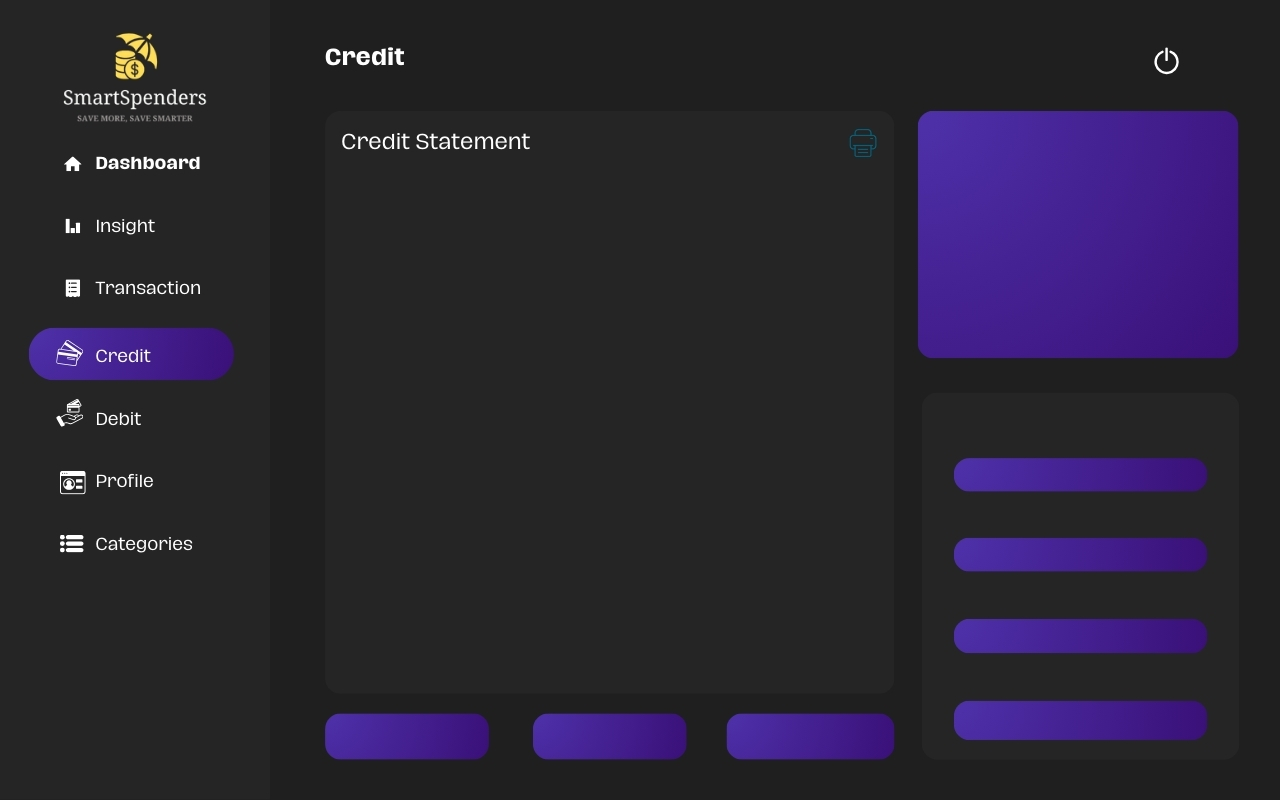 SmartSpenders
SAVE MORE, SAVE SMARTER
Dashboard
Insight
Transaction
Credit
Debit
Profile
Categories
Credit
Credit Statement